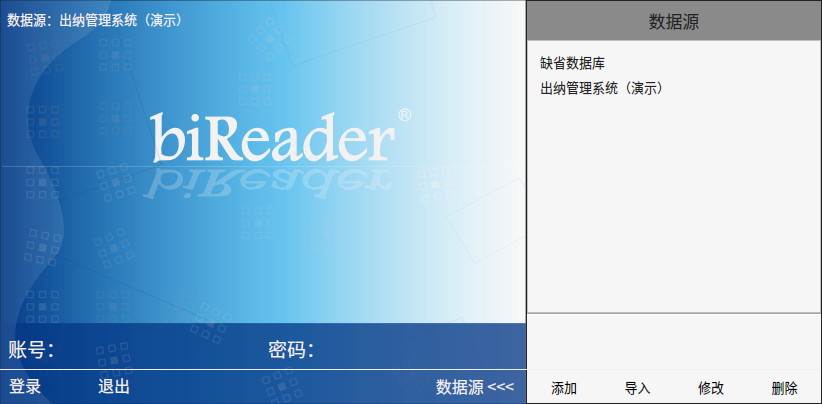 数据源：出纳管理系统（演示）
biReader®
账号：
密码：
登录
退出
数据源 <<<
数据源
缺省数据库
出纳管理系统（演示）
添加
导入
修改
删除